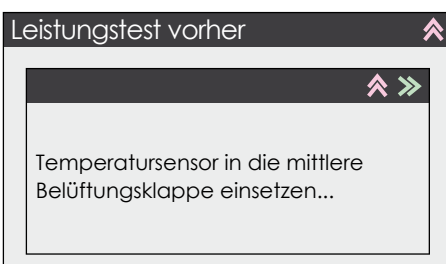 Leistungstest vorher
Temperatursensor in die mittlere
Belüftungsklappe einsetzen...